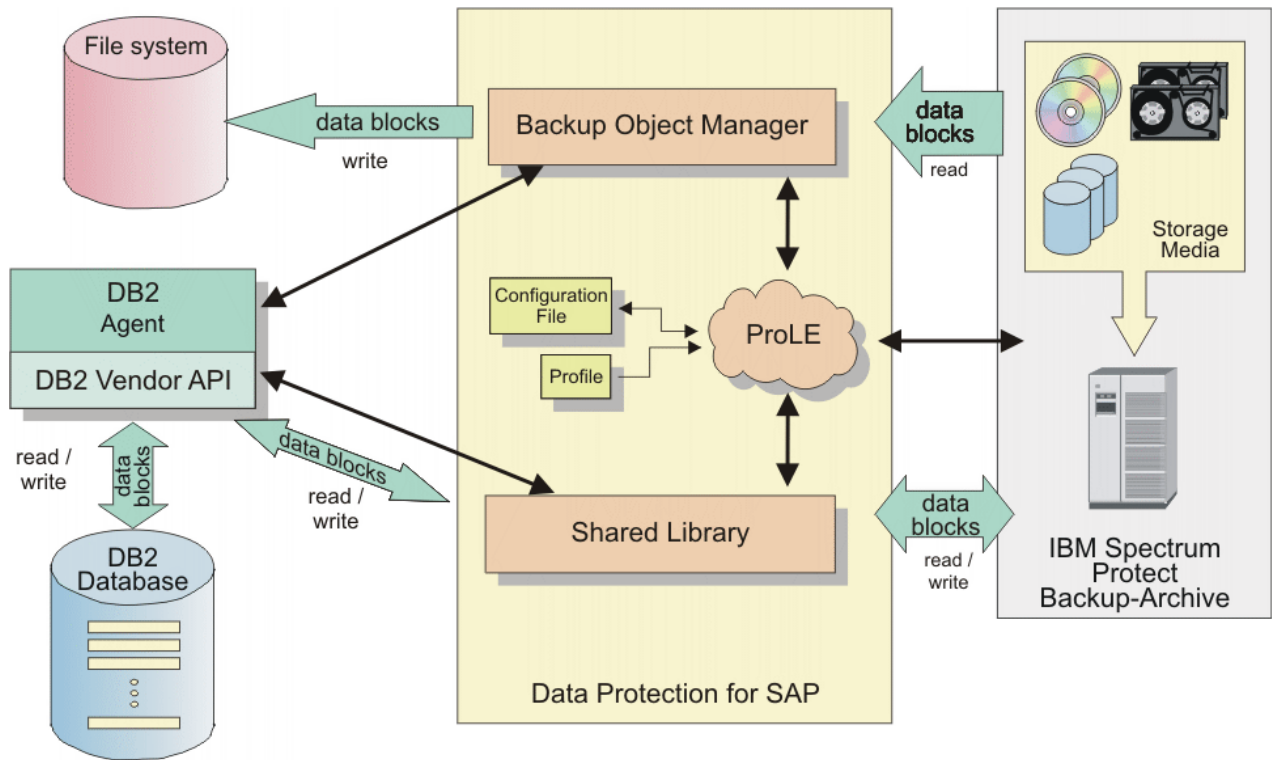 File system
data blocks
write
Backup Object Manager
data
blocks
read
Storage
Media
DB2
Agent
DB2 Vendor API
Configuration
File
Profile
ProLE
read /
write
data
blocks
data blocks
read /
write
Shared Library
data
blocks
read /
write
DB2
Database
IBM Spectrum
Protect
Backup-Archive
Data Protection for SAP